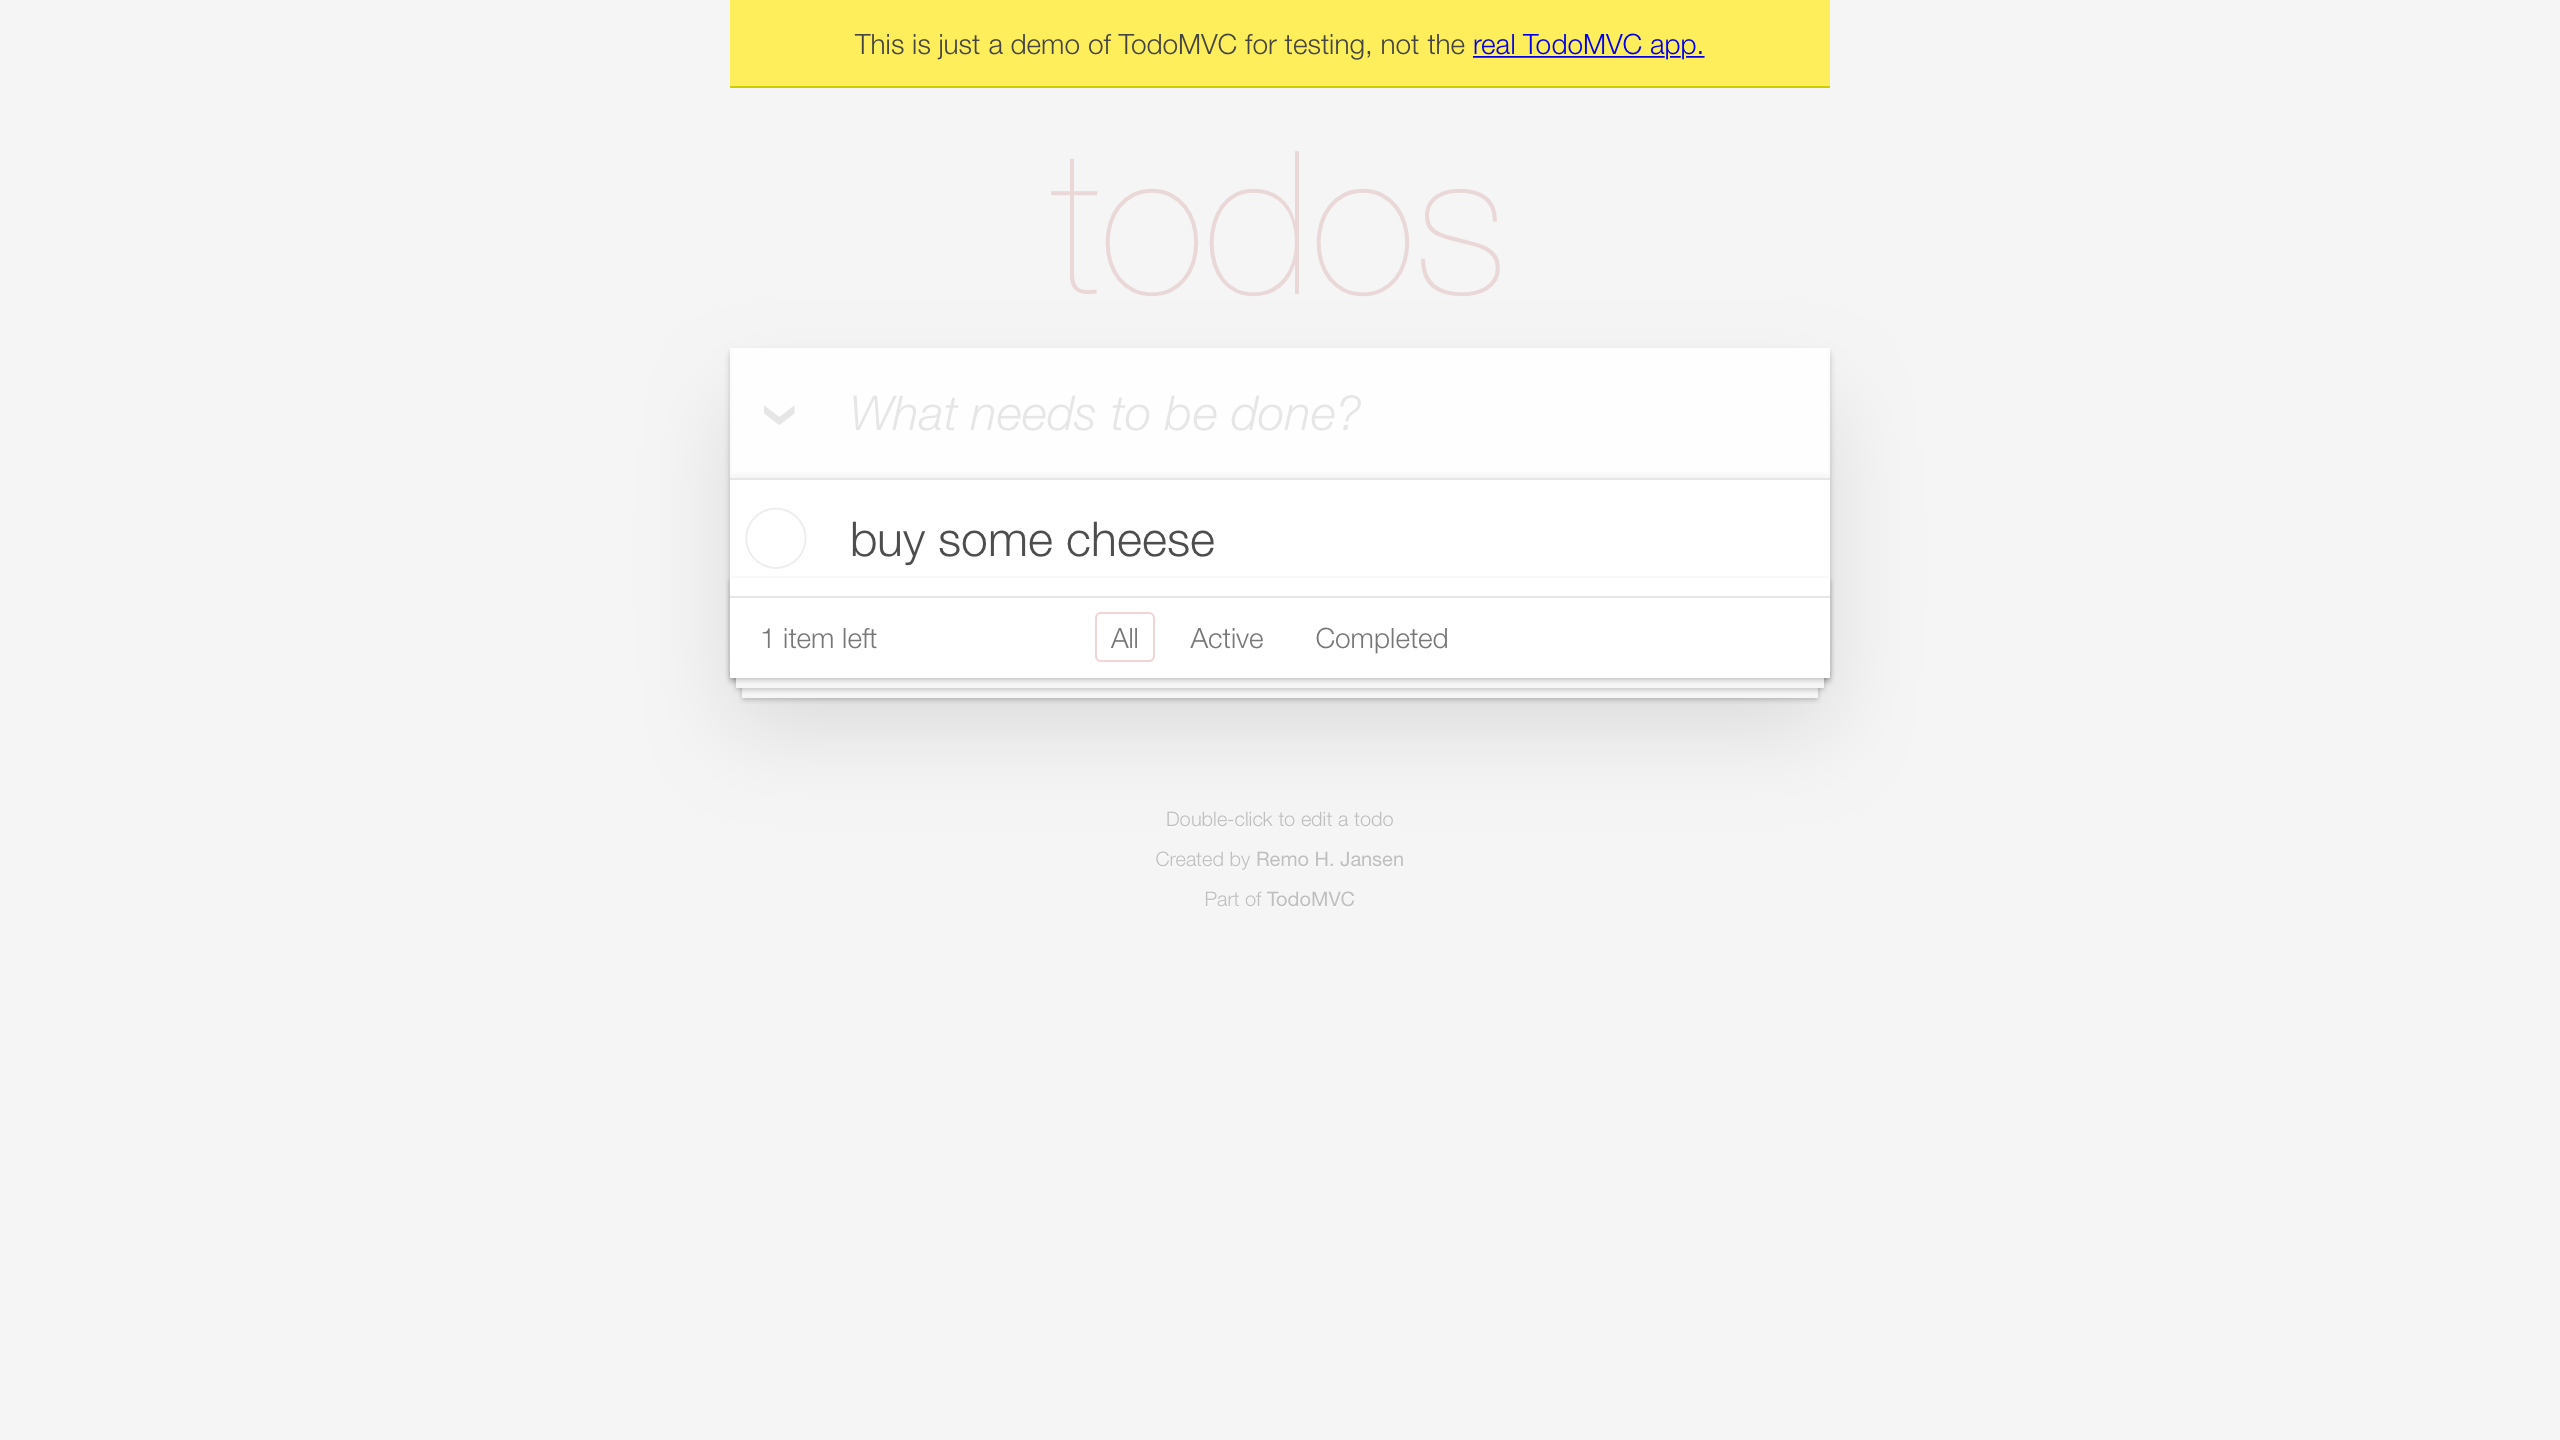 This is just a demo of TodoMVC for testing, not the real TodoMVC app.
todos
What needs to be done?
buy some cheese
1 item left All Active Completed
Double-click to edit a todo
Created by Remo H. Jansen
Part of TodoMVC